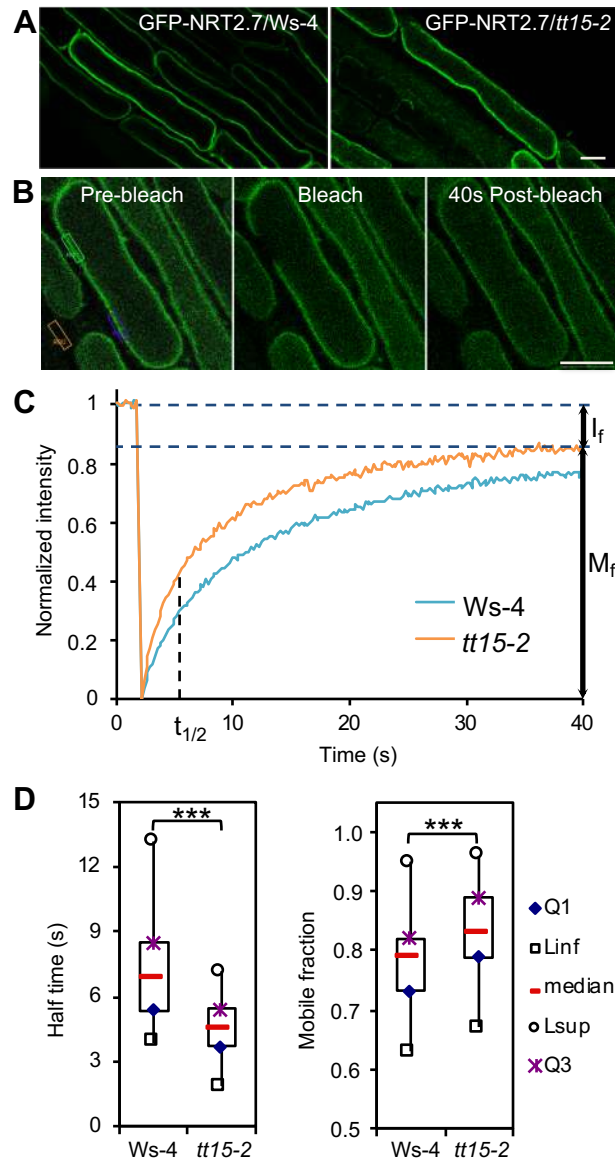 A
GFP-NRT2.7/Ws-4
GFP-NRT2.7/tt15-2
B
Pre-bleach
Bleach
40s Post-bleach
C
Normalized intensity
1
0.8
0.6
0.4
0.2
0
0
10
20
30
40
t1/2
Time (s)
Ws-4
tt15-2
If
Mf
D
Half time (s)
15
12
9
6
3
0
***
Ws-4
tt15-2
Mobile fraction
1.0
0.9
0.8
0.7
0.6
0.5
***
Ws-4
tt15-2
Q1
Linf
median
Lsup
Q3